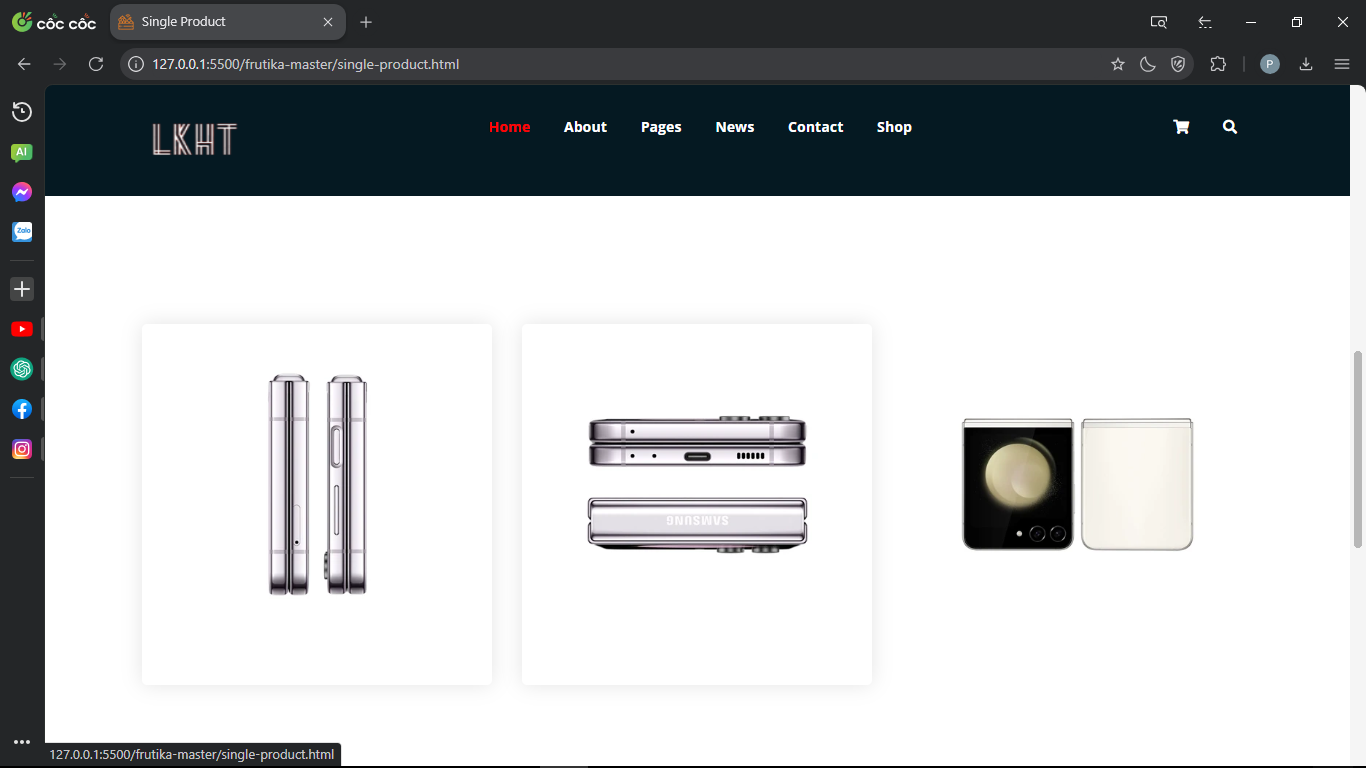 cốc cốc
Single Product
127.0.0.1:5500/frutika-master/single-product.html
P
AI
Zalo
LKHT
Home About Pages News Contact Shop
SAMSUNG
127.0.0.1:5500/frutika-master/single-product.html